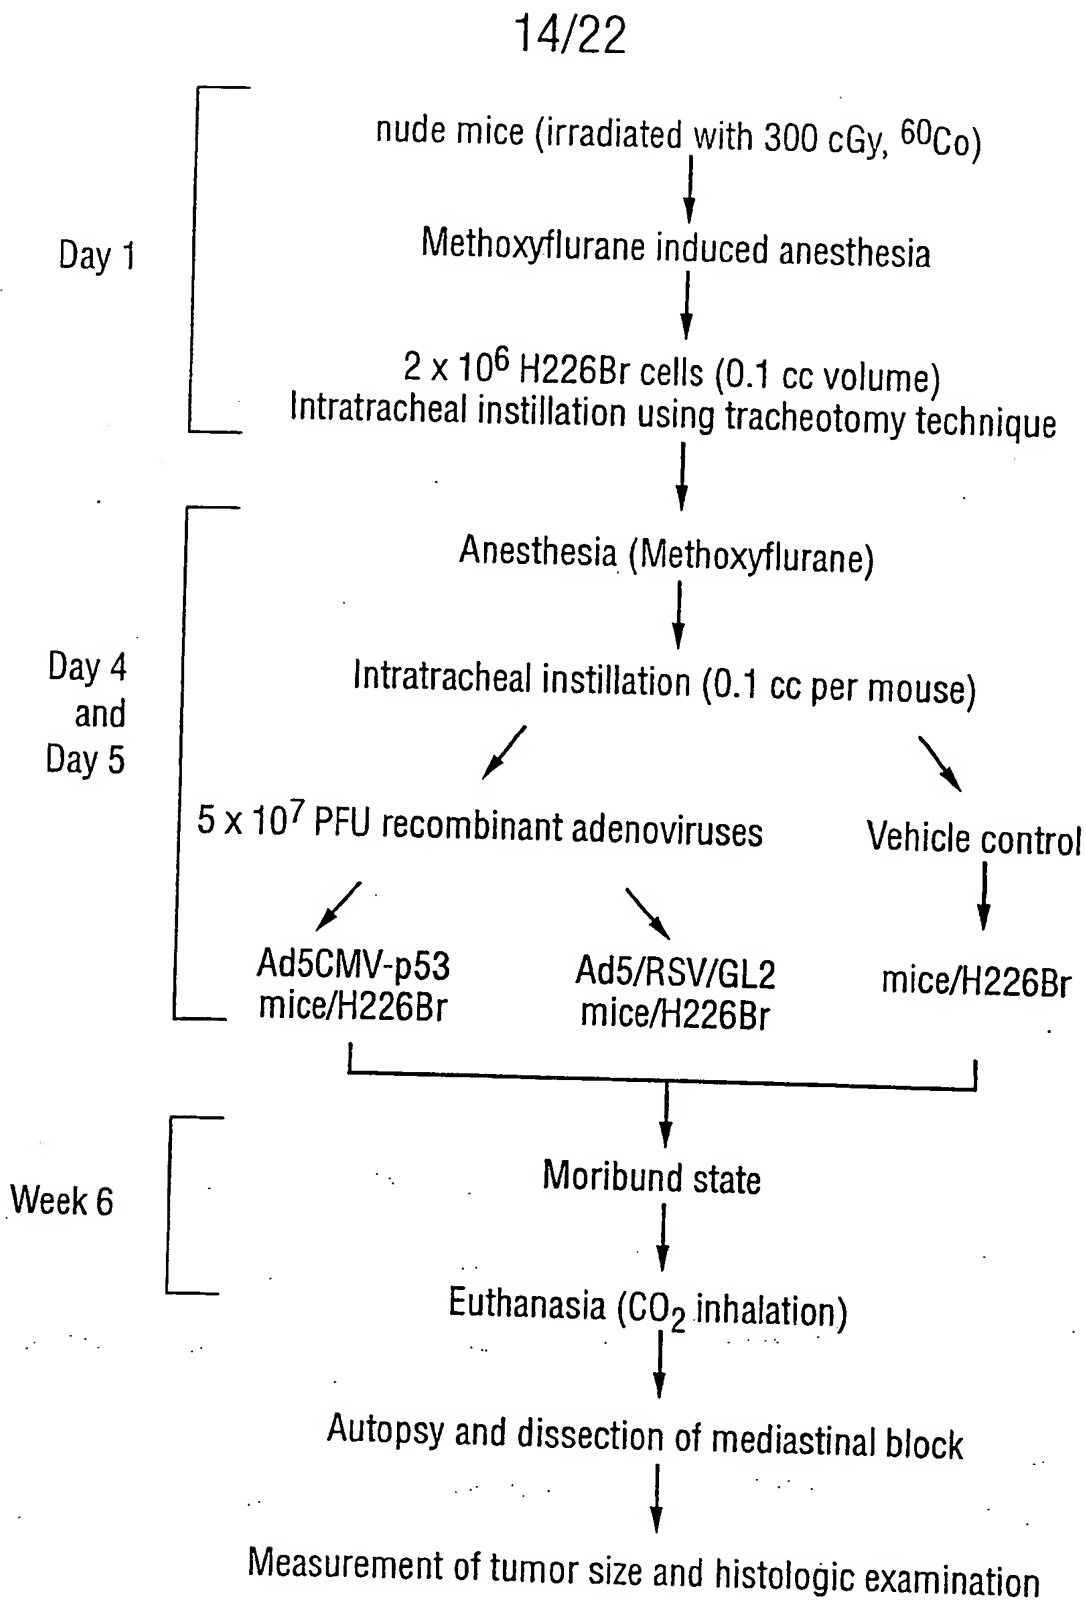 14/22
nude mice (irradiated with 300 cGy, ⁶⁰Co)
Day 1
Methoxyflurane induced anesthesia
2 x 10⁶ H226Br cells (0.1 cc volume)
Intratracheal instillation using tracheotomy technique
Anesthesia (Methoxyflurane)
Day 4
and
Day 5
Intratracheal instillation (0.1 cc per mouse)
5 x 10⁷ PFU recombinant adenoviruses
Vehicle control
Ad5CMV-p53
mice/H226Br
Ad5/RSV/GL2
mice/H226Br
mice/H226Br
Week 6
Moribund state
Euthanasia (CO₂ inhalation)
Autopsy and dissection of mediastinal block
Measurement of tumor size and histologic examination